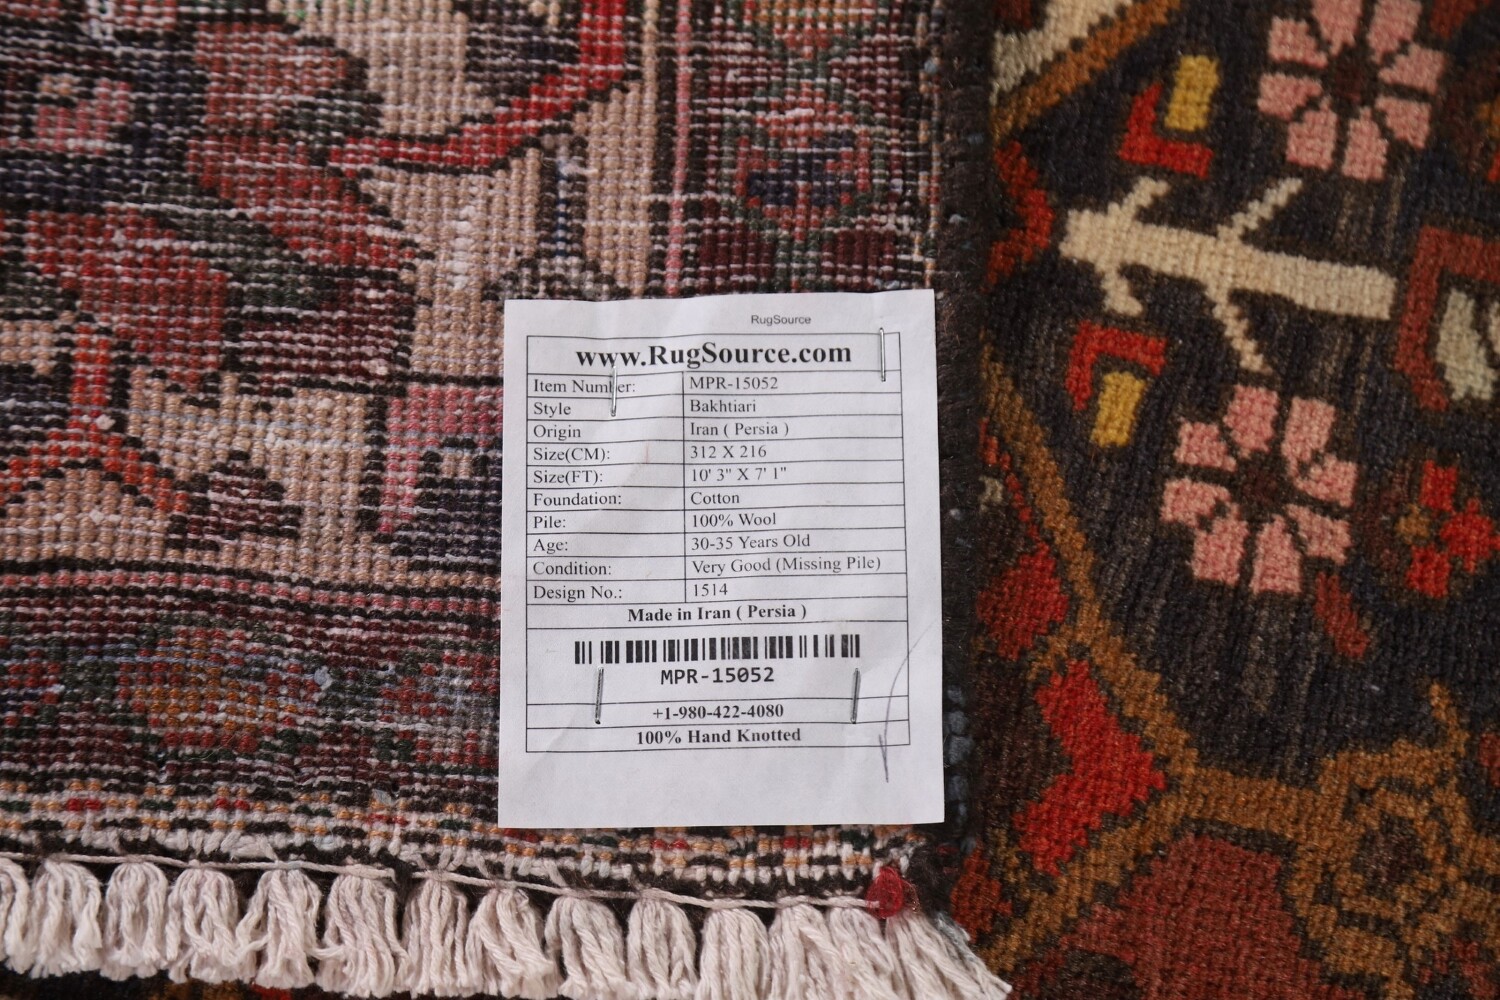 RugSource
www.RugSource.com
Item Number: MPR-15052
Style Bakhtiari
Origin Iran ( Persia )
Size(CM): 312 X 216
Size(FT): 10' 3" X 7' 1"
Foundation: Cotton
Pile: 100% Wool
Age: 30-35 Years Old
Condition: Very Good (Missing Pile)
Design No.: 1514
Made in Iran ( Persia )
MPR-15052
+1-980-422-4080
100% Hand Knotted